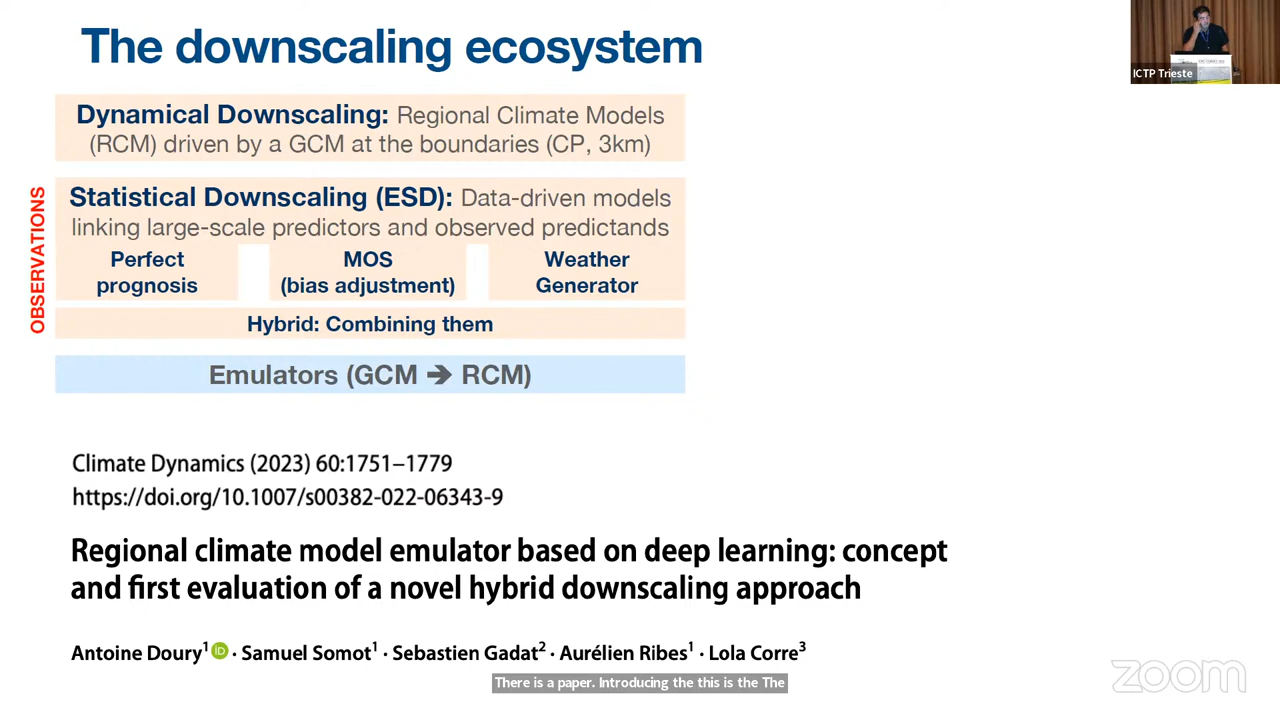 The downscaling ecosystem
ICTP Trieste
Dynamical Downscaling: Regional Climate Models
(RCM) driven by a GCM at the boundaries (CP, 3km)
OBSERVATIONS
Statistical Downscaling (ESD): Data-driven models
linking large-scale predictors and observed predictands
Perfect
prognosis
MOS
(bias adjustment)
Weather
Generator
Hybrid: Combining them
Emulators (GCM ➔ RCM)
Climate Dynamics (2023) 60:1751–1779
https://doi.org/10.1007/s00382-022-06343-9
Regional climate model emulator based on deep learning: concept
and first evaluation of a novel hybrid downscaling approach
Antoine Doury¹ iD · Samuel Somot¹ · Sebastien Gadat² · Aurélien Ribes¹ · Lola Corre³
There is a paper. Introducing the this is the The
zoom